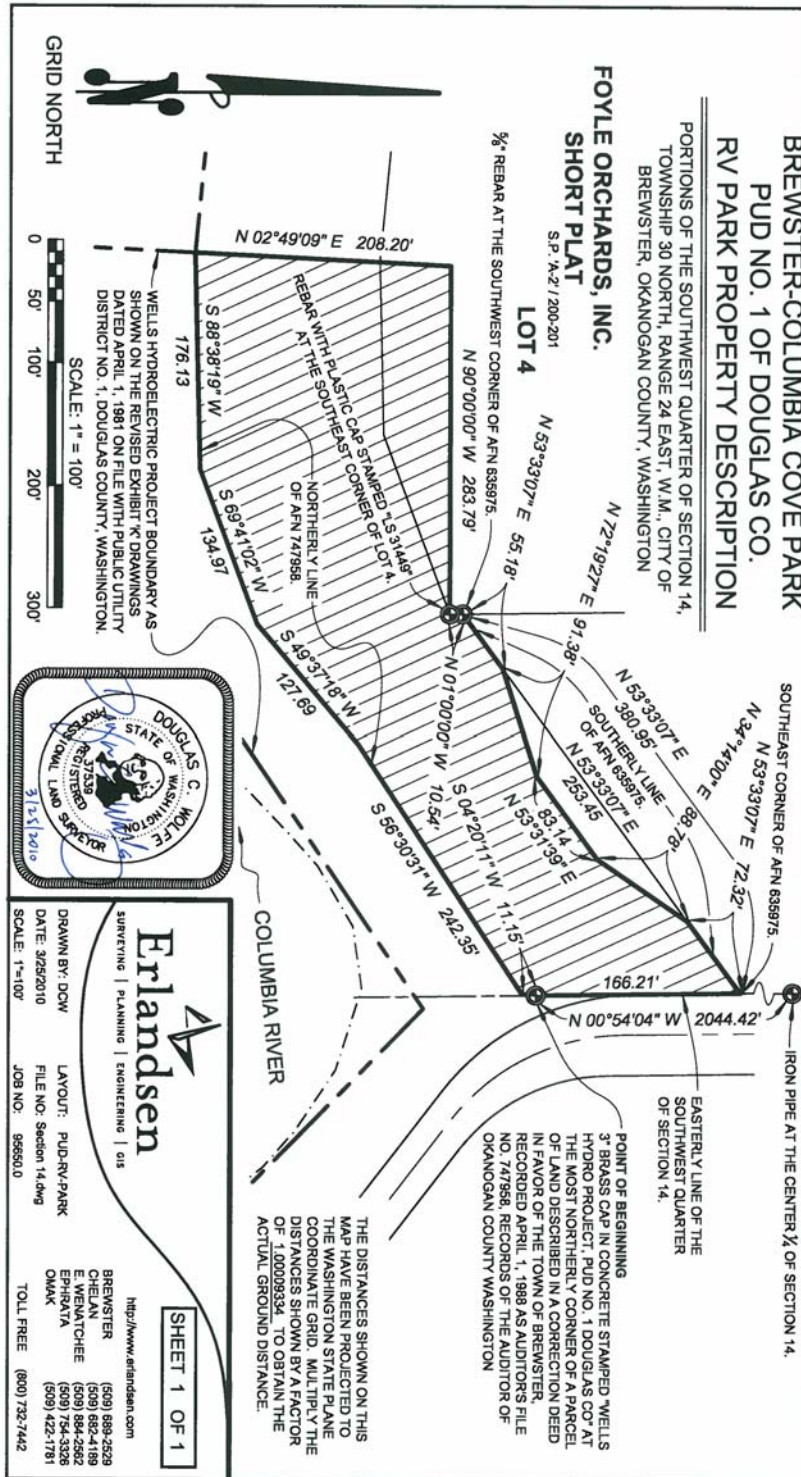 BREWSTER-COLUMBIA COVE PARK
PUD NO. 1 OF DOUGLAS CO.
RV PARK PROPERTY DESCRIPTION
PORTIONS OF THE SOUTHWEST QUARTER OF SECTION 14,
TOWNSHIP 30 NORTH, RANGE 24 EAST, W.M., CITY OF
BREWSTER, OKANOGAN COUNTY, WASHINGTON
FOYLE ORCHARDS, INC.
SHORT PLAT
S.P. 'A-2' / 200-201
LOT 4
⅝" REBAR AT THE SOUTHWEST CORNER OF AFN 635975.
N 90°00'00" W 283.79'
REBAR WITH PLASTIC CAP STAMPED "LS 31449"
AT THE SOUTHEAST CORNER OF LOT 4.
N 02°49'09" E 208.20'
GRID NORTH
S 88°38'19" W
176.13
NORTHERLY LINE
OF AFN 747958.
S 69°41'02" W
134.97
S 49°37'18" W
127.69
S 56°30'31" W 242.35'
N 01°00'00" W 10.54'
S 04°20'11" W 11.15'
N 53°33'07" E 55.18'
N 72°19'27" E 91.38'
N 53°33'07" E
380.95'
SOUTHERLY LINE
OF AFN 635975.
N 53°33'07" E
253.45
83.14
N 53°31'39" E
N 34°14'00" E 88.78'
N 53°33'07" E 72.32'
SOUTHEAST CORNER OF AFN 635975.
166.21'
N 00°54'04" W 2044.42'
IRON PIPE AT THE CENTER ¼ OF SECTION 14.
EASTERLY LINE OF THE
SOUTHWEST QUARTER
OF SECTION 14.
POINT OF BEGINNING
3" BRASS CAP IN CONCRETE STAMPED "WELLS
HYDRO PROJECT, PUD NO. 1 DOUGLAS CO" AT
THE MOST NORTHERLY CORNER OF A PARCEL
OF LAND DESCRIBED IN A CORRECTION DEED
IN FAVOR OF THE TOWN OF BREWSTER,
RECORDED APRIL 1, 1988 AS AUDITOR'S FILE
NO. 747958, RECORDS OF THE AUDITOR OF
OKANOGAN COUNTY WASHINGTON
THE DISTANCES SHOWN ON THIS
MAP HAVE BEEN PROJECTED TO
THE WASHINGTON STATE PLANE
COORDINATE GRID. MULTIPLY THE
DISTANCES SHOWN BY A FACTOR
OF 1.00009334 TO OBTAIN THE
ACTUAL GROUND DISTANCE.
COLUMBIA RIVER
WELLS HYDROELECTRIC PROJECT BOUNDARY AS
SHOWN ON THE REVISED EXHIBIT 'K' DRAWINGS
DATED APRIL 1, 1981 ON FILE WITH PUBLIC UTILITY
DISTRICT NO. 1, DOUGLAS COUNTY, WASHINGTON.
0 50' 100' 200' 300'
SCALE: 1" = 100'
DOUGLAS C. WOLFE
STATE OF WASHINGTON
37539
REGISTERED
PROFESSIONAL LAND SURVEYOR
3/25/2010
Erlandsen
SURVEYING | PLANNING | ENGINEERING | GIS
DRAWN BY: DCW LAYOUT: PUD-RV-PARK
DATE: 3/25/2010 FILE NO: Section 14.dwg
SCALE: 1"=100' JOB NO: 95650.0
SHEET 1 OF 1
http://www.erlandsen.com
BREWSTER (509) 689-2529
CHELAN (509) 682-4189
E. WENATCHEE (509) 884-2562
EPHRATA (509) 754-3326
OMAK (509) 422-1781
TOLL FREE (800) 732-7442